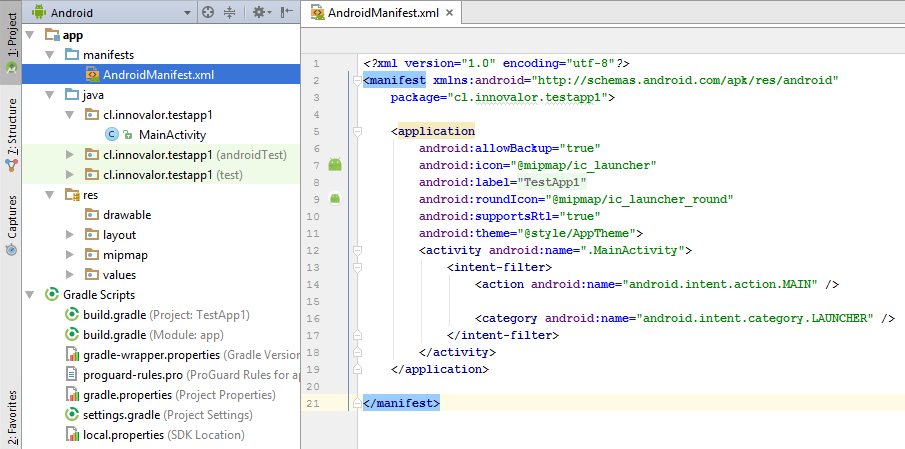 Android
AndroidManifest.xml
1: Project
7: Structure
Captures
2: Favorites
app
manifests
AndroidManifest.xml
java
cl.innovalor.testapp1
MainActivity
cl.innovalor.testapp1 (androidTest)
cl.innovalor.testapp1 (test)
res
drawable
layout
mipmap
values
Gradle Scripts
build.gradle (Project: TestApp1)
build.gradle (Module: app)
gradle-wrapper.properties (Gradle Version
proguard-rules.pro (ProGuard Rules for ap
gradle.properties (Project Properties)
settings.gradle (Project Settings)
local.properties (SDK Location)
1 <?xml version="1.0" encoding="utf-8"?>
2 <manifest xmlns:android="http://schemas.android.com/apk/res/android"
3 package="cl.innovalor.testapp1">
4
5 <application
6 android:allowBackup="true"
7 android:icon="@mipmap/ic_launcher"
8 android:label="TestApp1"
9 android:roundIcon="@mipmap/ic_launcher_round"
10 android:supportsRtl="true"
11 android:theme="@style/AppTheme">
12 <activity android:name=".MainActivity">
13 <intent-filter>
14 <action android:name="android.intent.action.MAIN" />
15
16 <category android:name="android.intent.category.LAUNCHER" />
17 </intent-filter>
18 </activity>
19 </application>
20
21 </manifest>